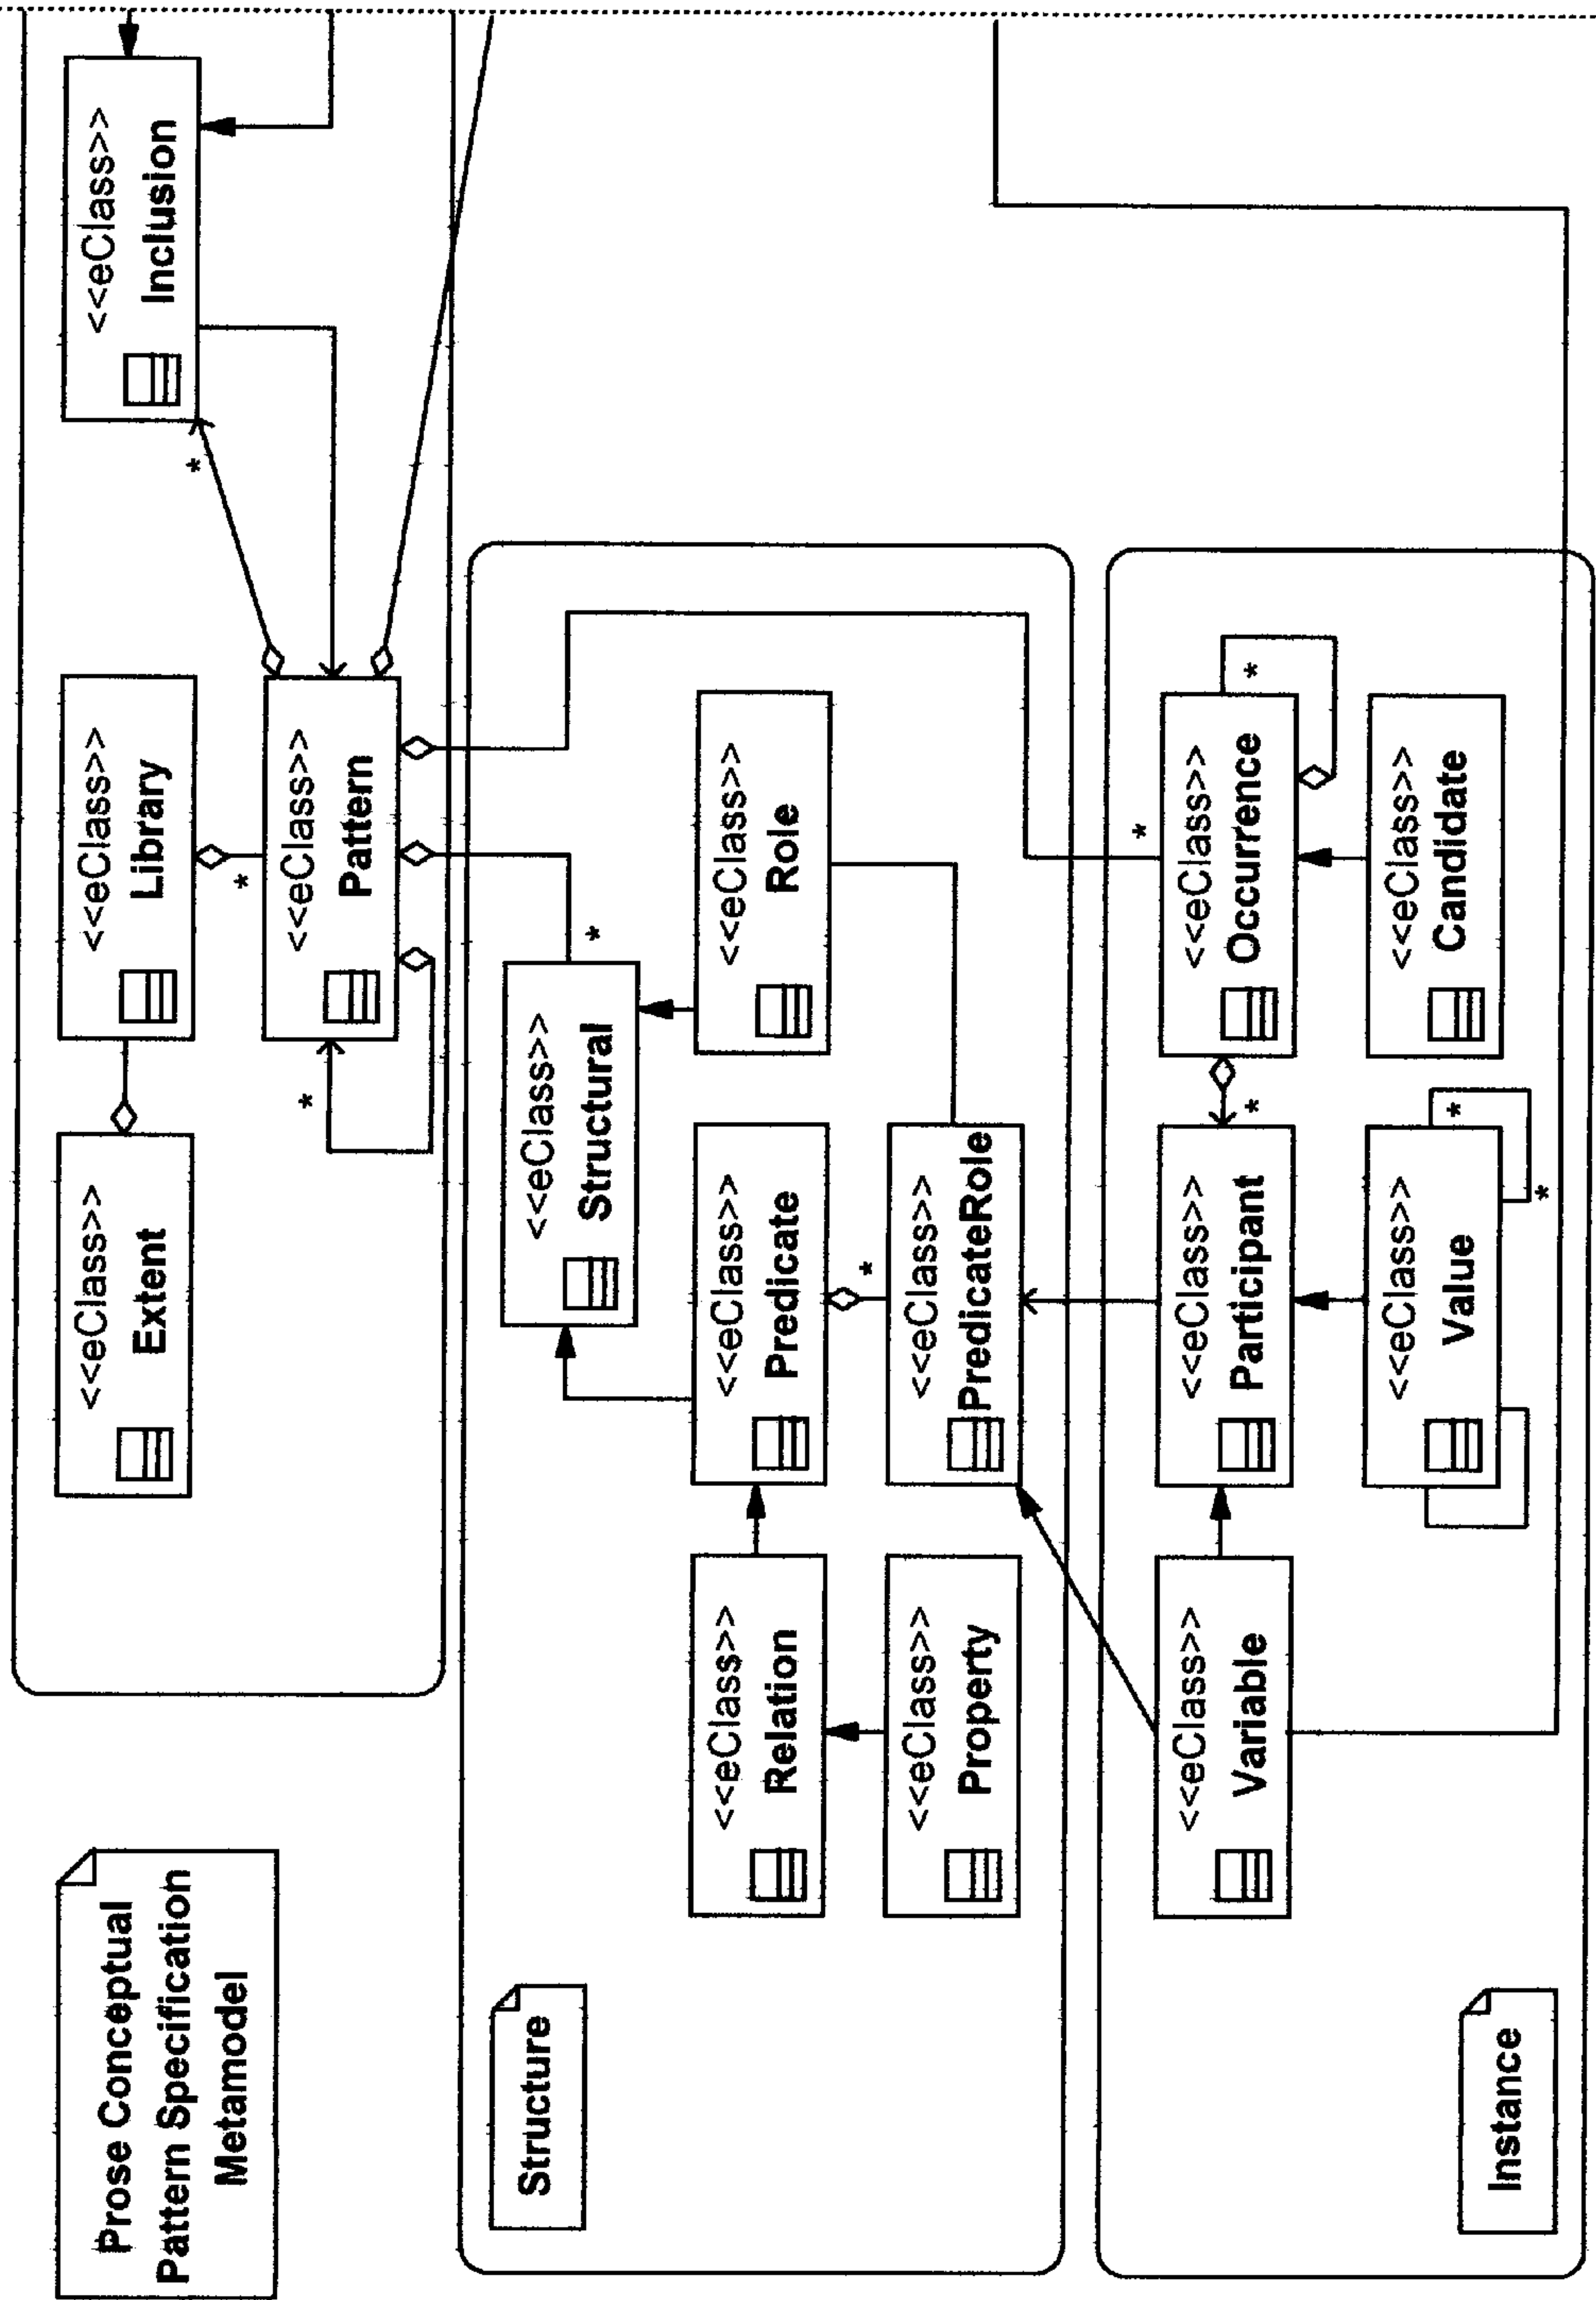 Prose Conceptual
Pattern Specification
Metamodel
<<eClass>>
Extent
<<eClass>>
Library
<<eClass>>
Inclusion
*
*
<<eClass>>
Pattern
*
Structure
<<eClass>>
Structural
*
<<eClass>>
Relation
<<eClass>>
Predicate
<<eClass>>
Role
*
<<eClass>>
Property
<<eClass>>
PredicateRole
*
<<eClass>>
Variable
<<eClass>>
Participant
*
<<eClass>>
Occurrence
*
<<eClass>>
Value
*
*
<<eClass>>
Candidate
Instance